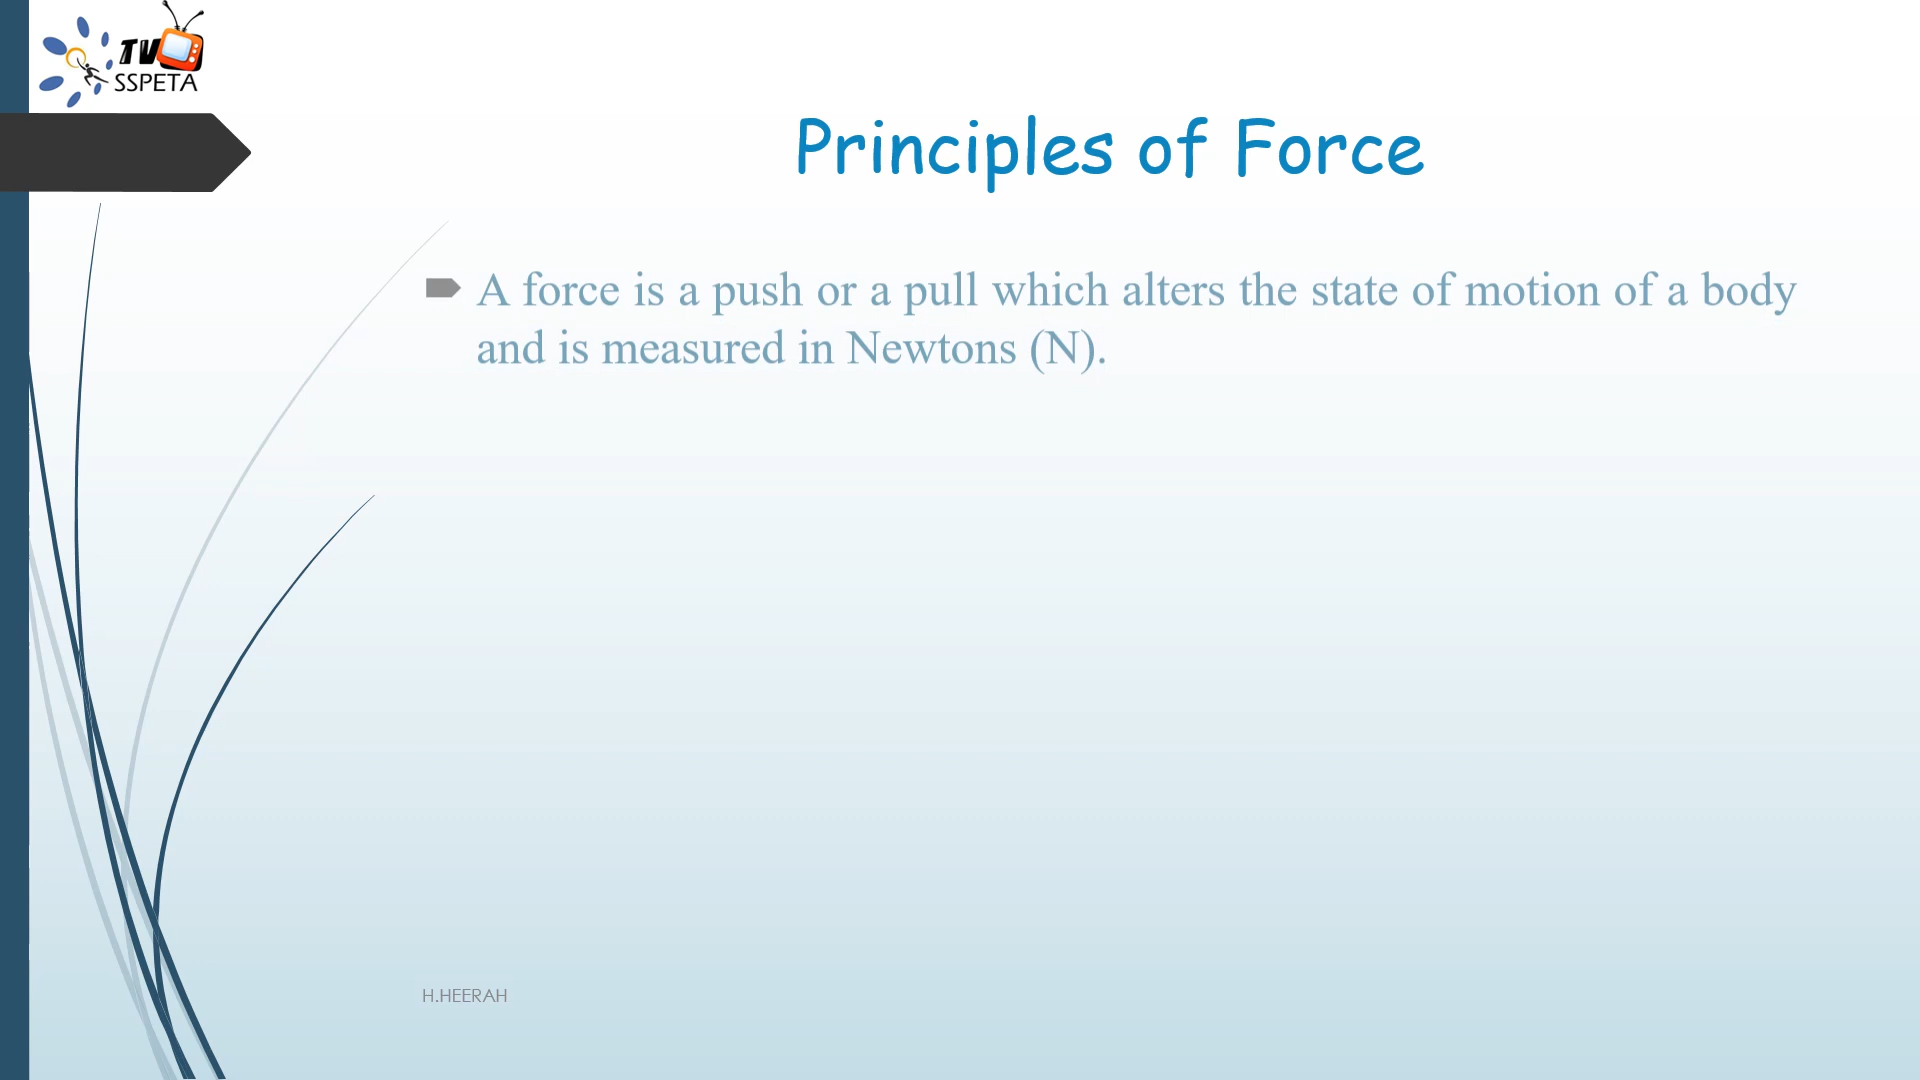 TV
SSPETA
Principles of Force
A force is a push or a pull which alters the state of motion of a body
and is measured in Newtons (N).
H.HEERAH